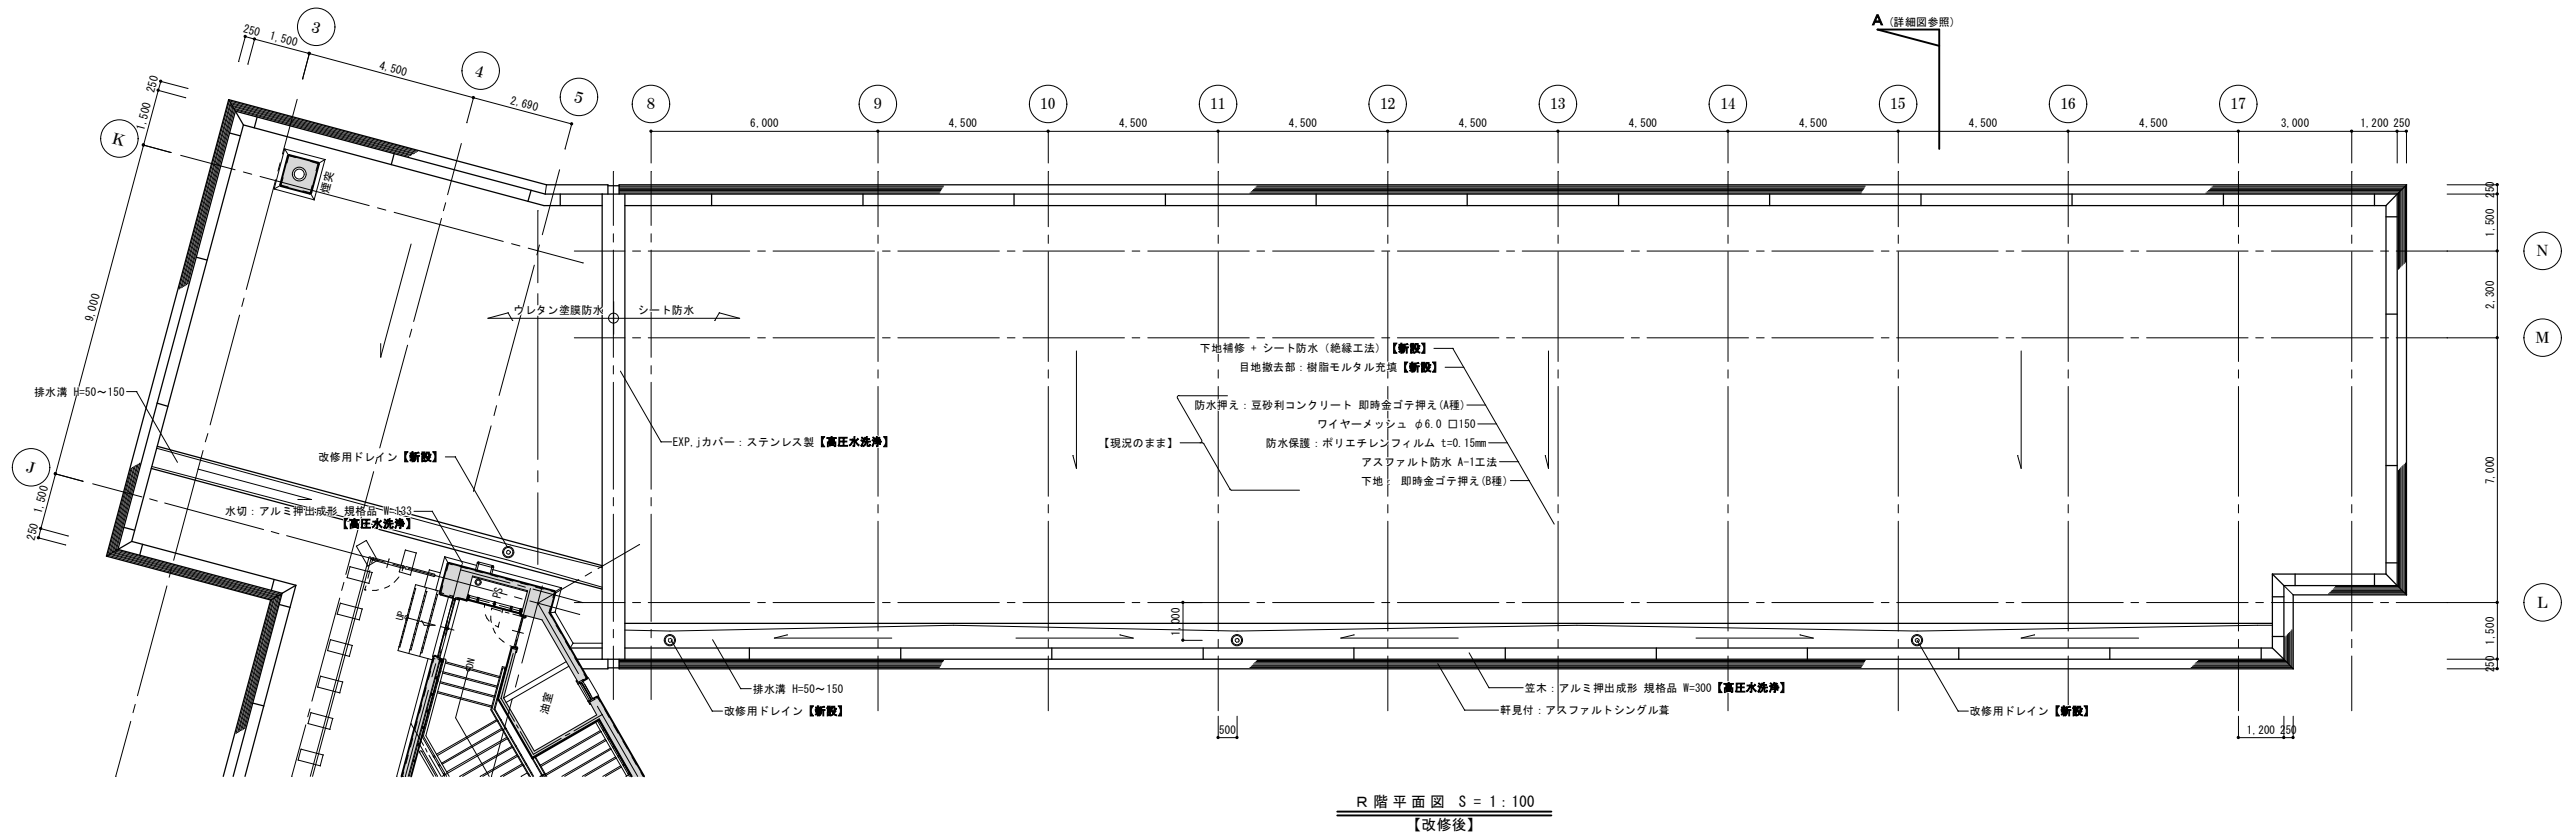 A (詳細図参照)
250
1,500
3
4,500
4
2,690
5
8
6,000
9
4,500
10
4,500
11
4,500
12
4,500
13
4,500
14
4,500
15
4,500
16
4,500
17
3,000
1,200
250
250
1,500
K
9,000
J
1,500
250
煙突
250
1,500
N
2,300
M
7,000
L
1,500
250
ウレタン塗膜防水
シート防水
下地補修 + シート防水 (絶縁工法) 【新設】
目地撤去部:樹脂モルタル充填【新設】
防水押え:豆砂利コンクリート 即時金ゴテ押え(A種)
ワイヤーメッシュ φ6.0 □150
【現況のまま】
防水保護:ポリエチレンフィルム t=0.15mm
アスファルト防水 A-1工法
下地: 即時金ゴテ押え(B種)
排水溝 H=50~150
EXP.jカバー:ステンレス製【高圧水洗浄】
改修用ドレイン【新設】
水切:アルミ押出成形 規格品 W=133
【高圧水洗浄】
UP
PS
DN
油室
1,000
排水溝 H=50~150
改修用ドレイン【新設】
笠木:アルミ押出成形 規格品 W=300【高圧水洗浄】
軒見付:アスファルトシングル葺
改修用ドレイン【新設】
500
1,200
250
R階平面図 S=1:100
【改修後】